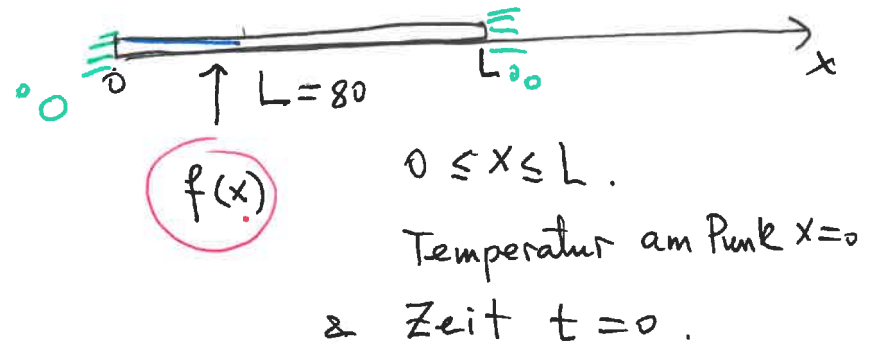 0 L x
°0 L = 80 °0
f(x) 0 ≤ x ≤ L .
Temperatur am Punk x=0
& Zeit t = 0 .